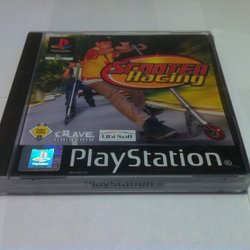 SCOOTER
Racing
CRAVE
Ubi Soft
PlayStation